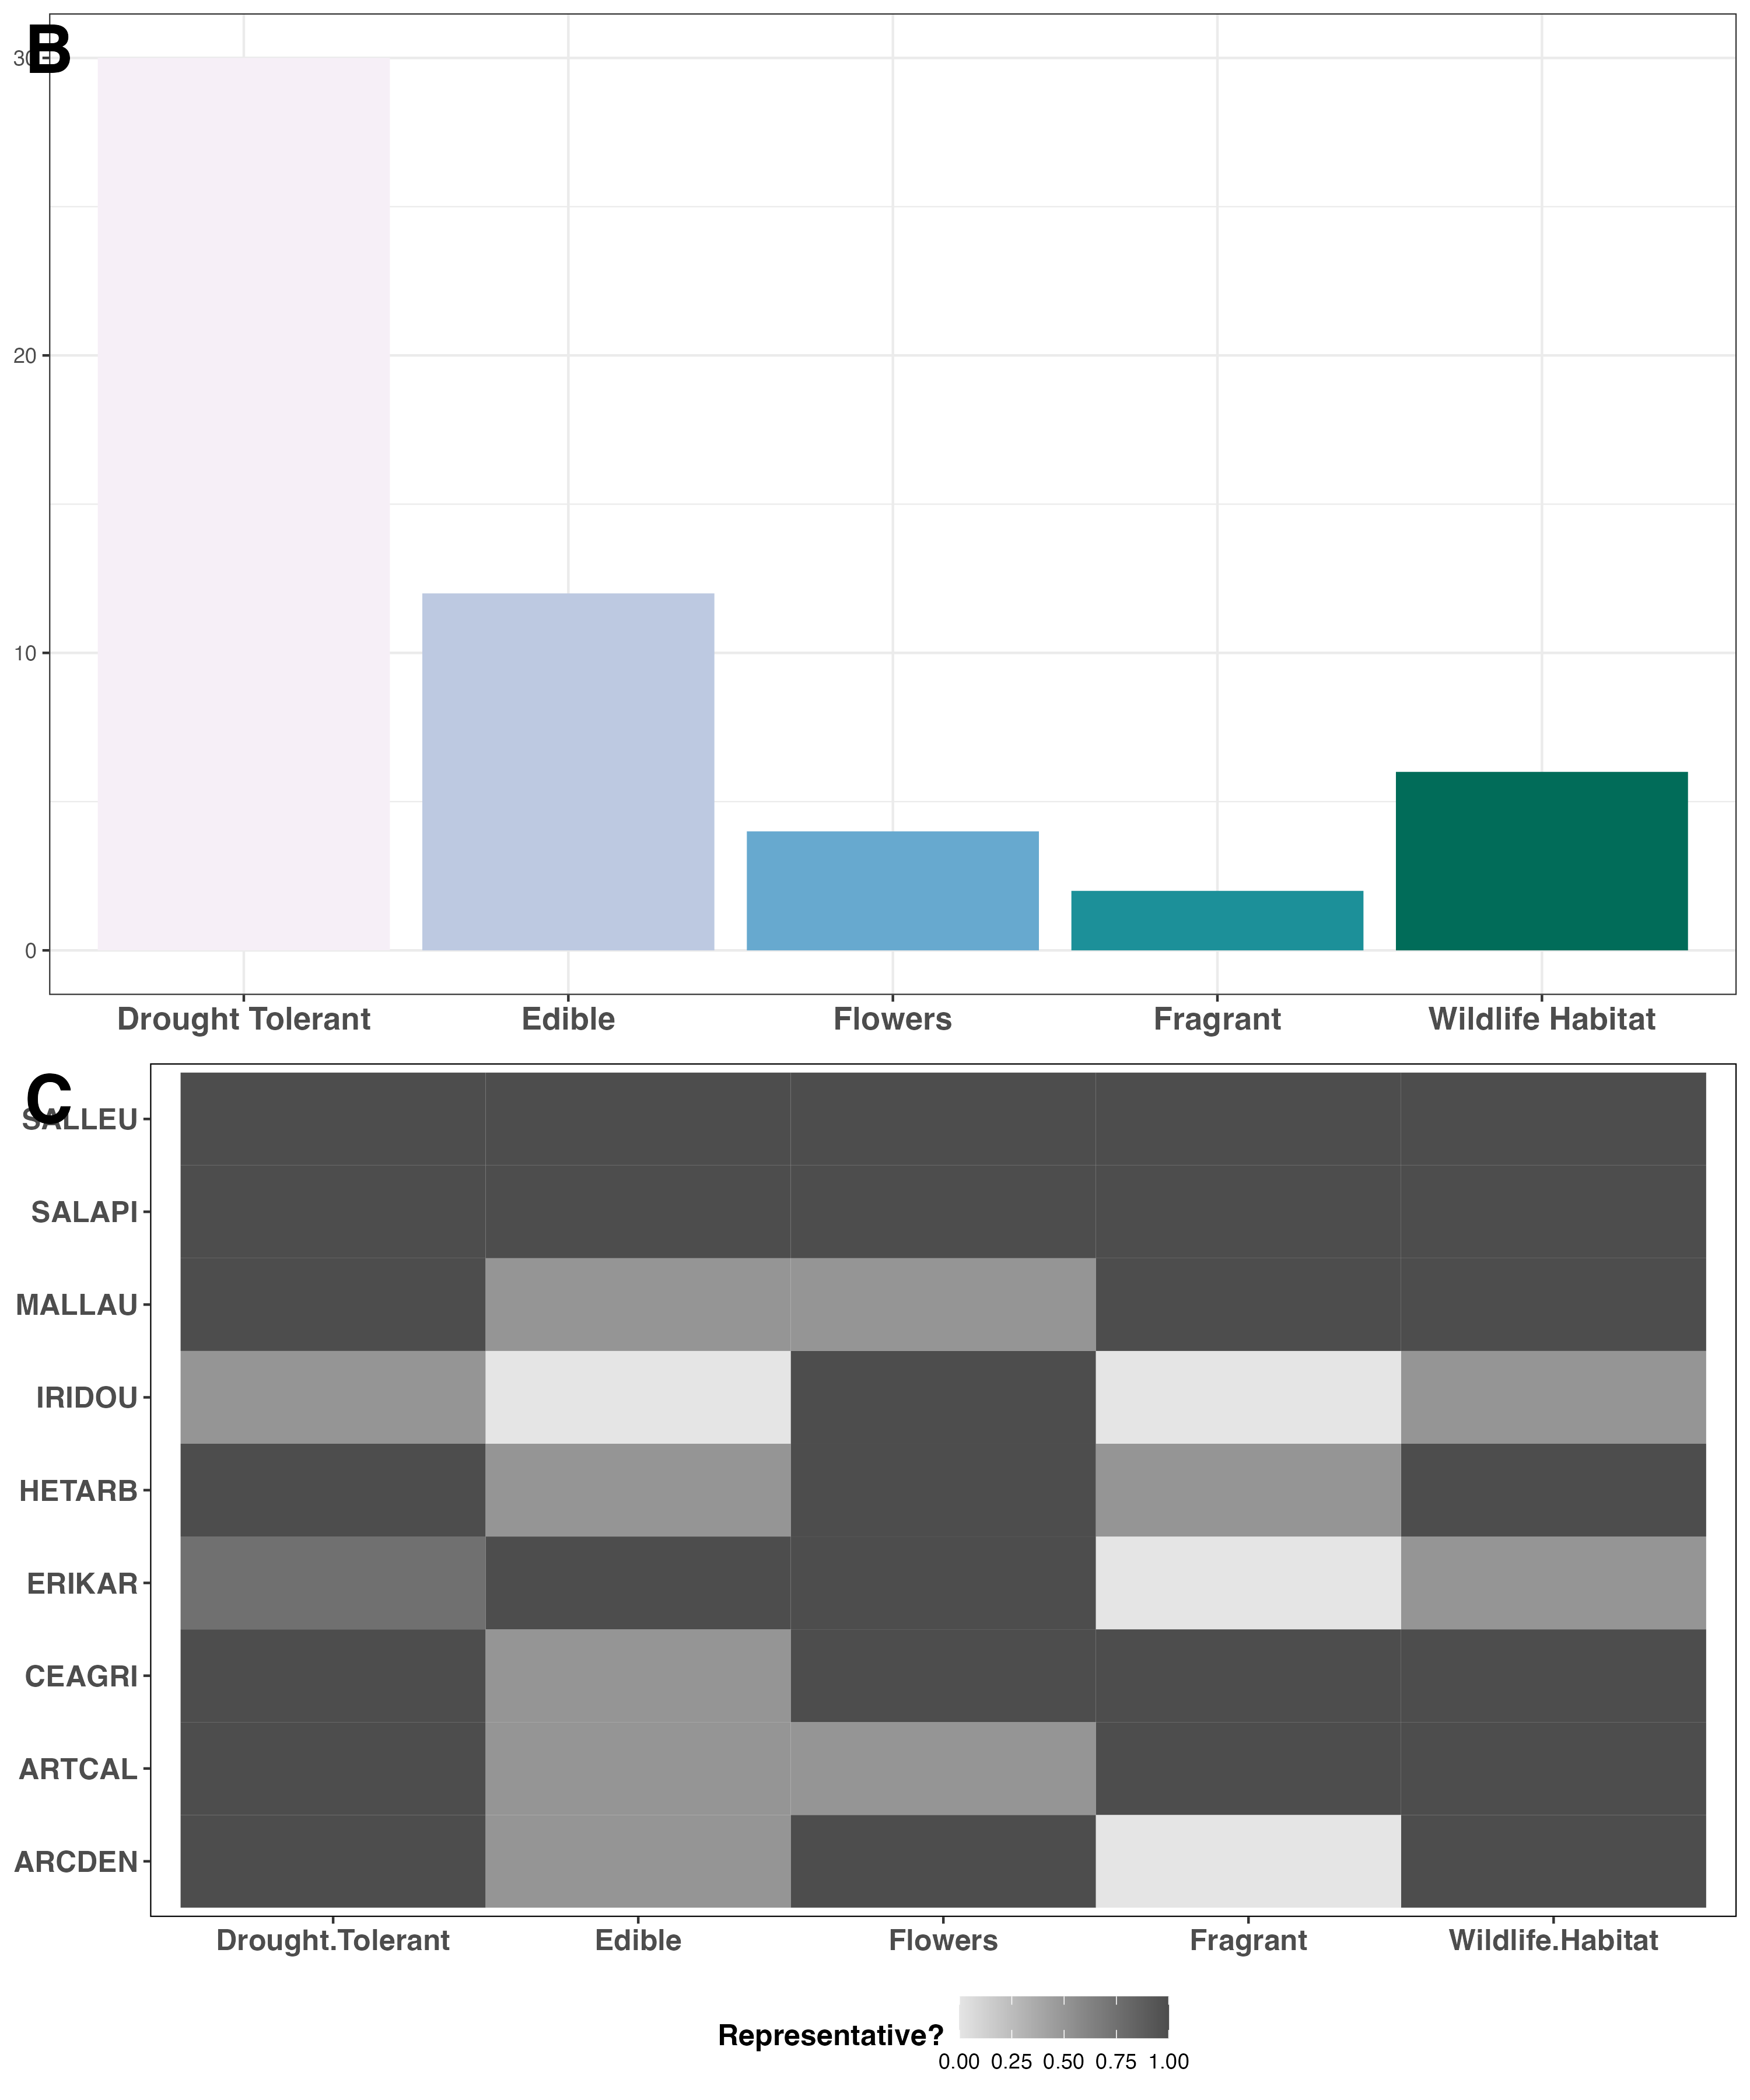 B
30
20
10
0
Drought Tolerant Edible Flowers Fragrant Wildlife Habitat
C
SALLEU
SALAPI
MALLAU
IRIDOU
HETARB
ERIKAR
CEAGRI
ARTCAL
ARCDEN
Drought.Tolerant Edible Flowers Fragrant Wildlife.Habitat
Representative?
0.00 0.25 0.50 0.75 1.00